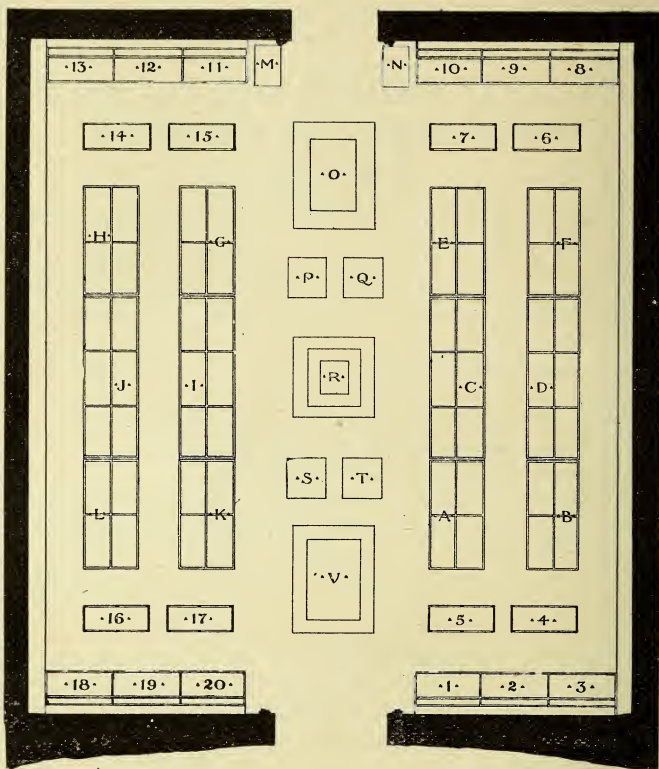 ·13· ·12· ·11· ·M· ·N· ·10· ·9· ·8·
·14· ·15· ·7· ·6·
·O·
·H· ·G· ·E· ·F·
·P· ·Q·
·J· ·I· ·R· ·C· ·D·
·S· ·T·
·L· ·K· ·A· ·B·
·V·
·16· ·17· ·5· ·4·
·18· ·19· ·20· ·1· ·2· ·3·